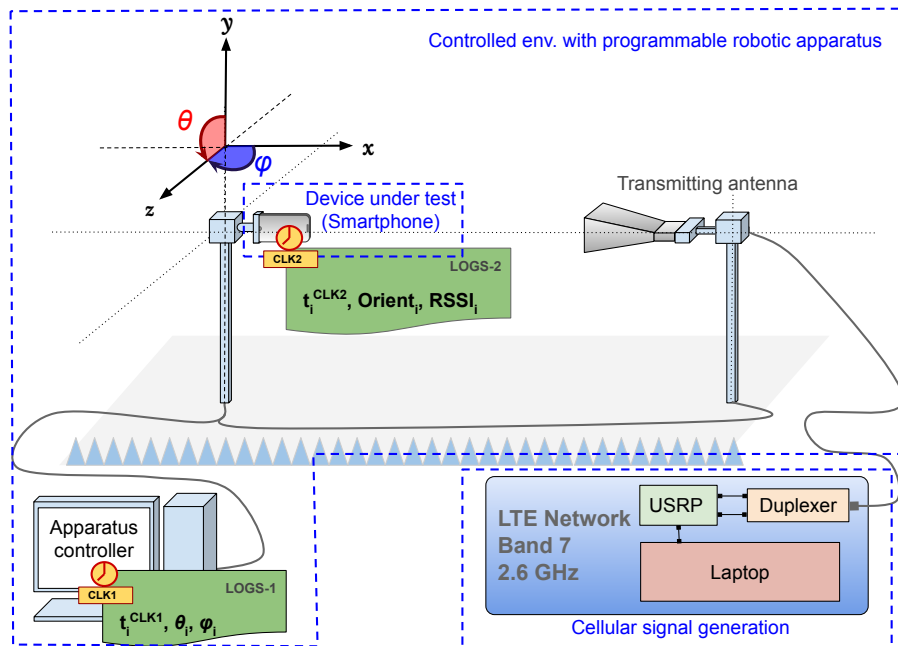 Controlled env. with programmable robotic apparatus
y
θ
x
φ
z
Device under test
(Smartphone)
Transmitting antenna
CLK2
LOGS-2
t_i^CLK2, Orient_i, RSSI_i
Apparatus
controller
CLK1
LOGS-1
t_i^CLK1, θ_i, φ_i
LTE Network
Band 7
2.6 GHz
USRP
Duplexer
Laptop
Cellular signal generation